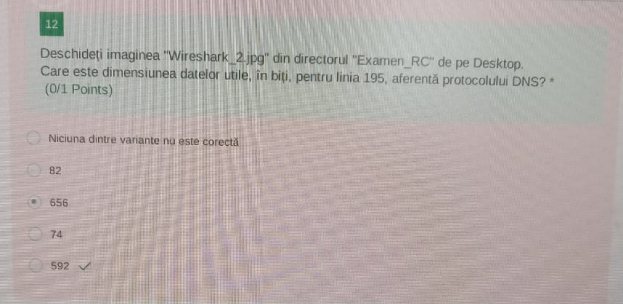 12
Deschideți imaginea "Wireshark_2.jpg" din directorul "Examen_RC" de pe Desktop.
Care este dimensiunea datelor utile, în biți, pentru linia 195, aferentă protocolului DNS? *
(0/1 Points)
Niciuna dintre variante nu este corectă
82
656
74
592